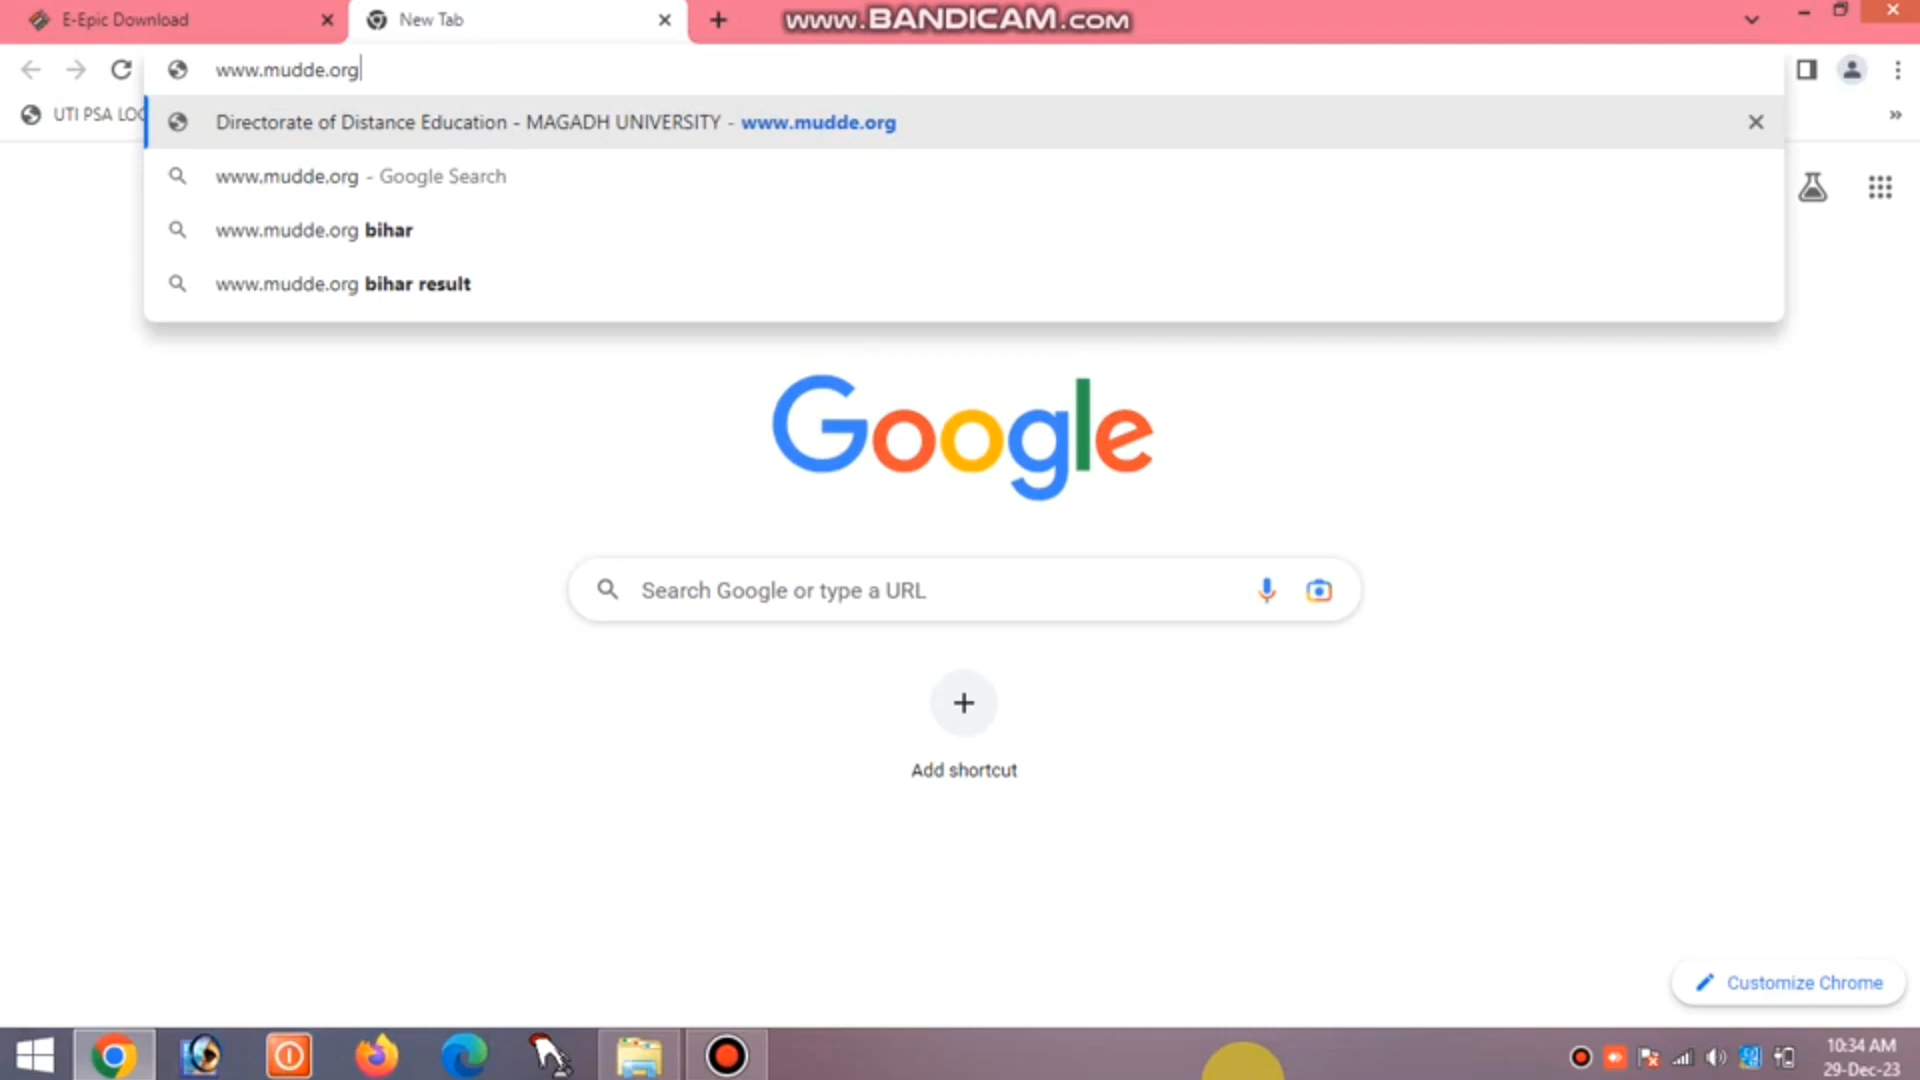 E-Epic Download
New Tab
www.BANDICAM.com
www.mudde.org
UTI PSA LOG
Directorate of Distance Education - MAGADH UNIVERSITY - www.mudde.org
www.mudde.org - Google Search
www.mudde.org bihar
www.mudde.org bihar result
Google
Search Google or type a URL
Add shortcut
Customize Chrome
10:34 AM
29-Dec-23